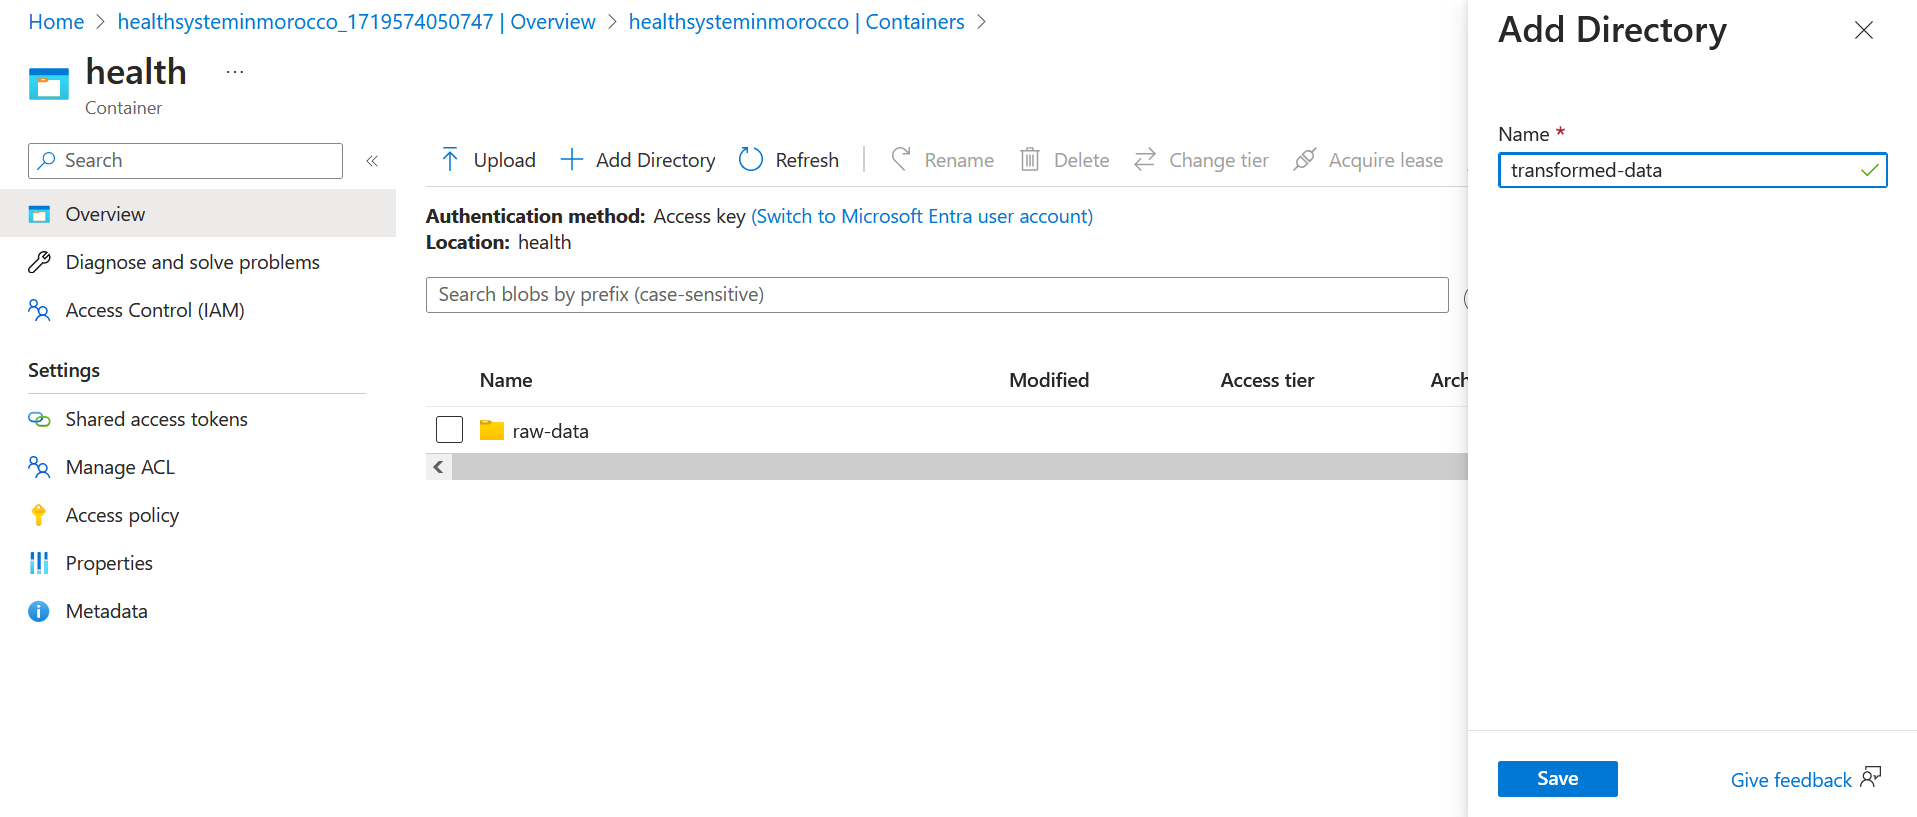 Home > healthsysteminmorocco_1719574050747 | Overview > healthsysteminmorocco | Containers >
health ...
Container
Search «
Overview
Diagnose and solve problems
Access Control (IAM)
Settings
Shared access tokens
Manage ACL
Access policy
Properties
Metadata
Upload Add Directory Refresh Rename Delete Change tier Acquire lease
Authentication method: Access key (Switch to Microsoft Entra user account)
Location: health
Search blobs by prefix (case-sensitive)
Name Modified Access tier Arch
raw-data
Add Directory
Name *
transformed-data
Save Give feedback